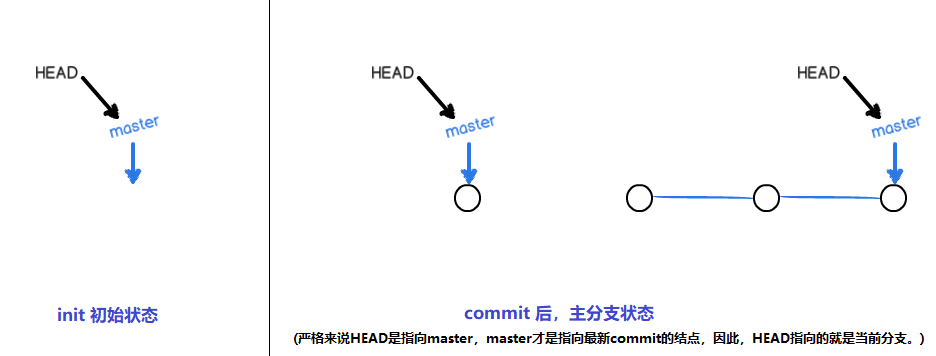 HEAD
master
init 初始状态
HEAD
master
HEAD
master
commit 后，主分支状态
(严格来说HEAD是指向master，master才是指向最新commit的结点，因此，HEAD指向的就是当前分支。)